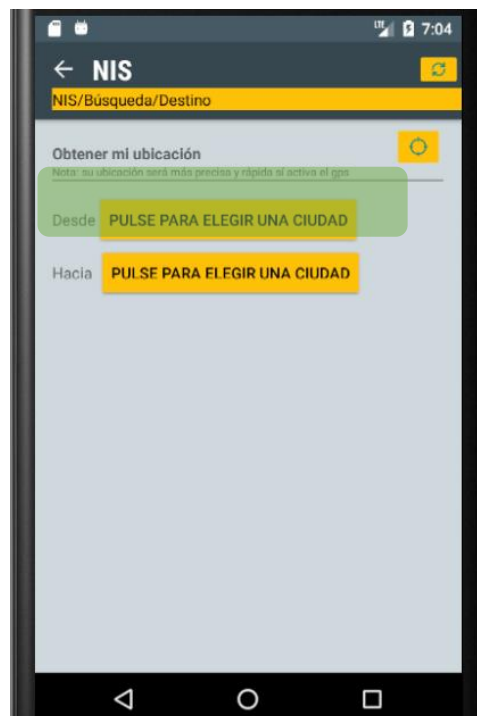 LTE 7:04
NIS
NIS/Búsqueda/Destino
Obtener mi ubicación
Nota: su ubicación será más precisa y rápida si activa el gps
Desde PULSE PARA ELEGIR UNA CIUDAD
Hacia PULSE PARA ELEGIR UNA CIUDAD